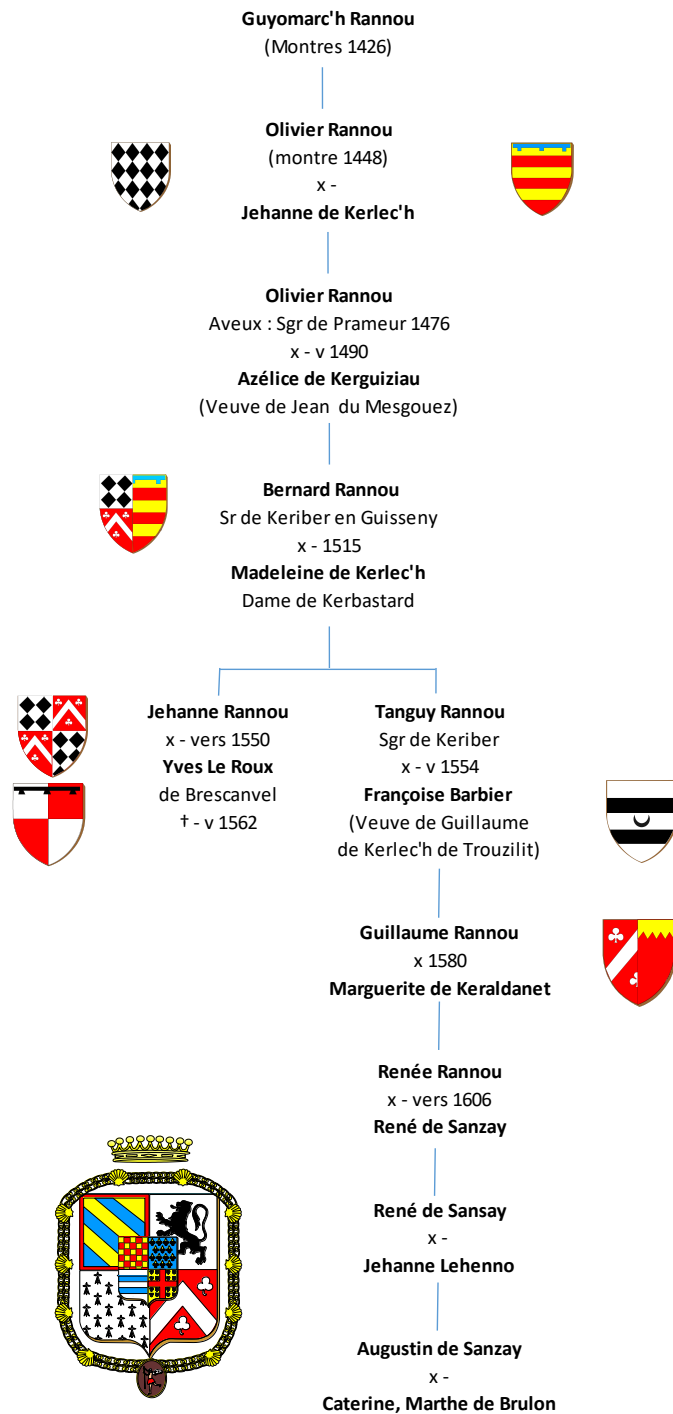 Guyomarc'h Rannou
(Montres 1426)
Olivier Rannou
(montre 1448)
x -
Jehanne de Kerlec'h
Olivier Rannou
Aveux : Sgr de Prameur 1476
x - v 1490
Azélice de Kerguiziau
(Veuve de Jean du Mesgouez)
Bernard Rannou
Sr de Keriber en Guisseny
x - 1515
Madeleine de Kerlec'h
Dame de Kerbastard
Jehanne Rannou
x - vers 1550
Yves Le Roux
de Brescanvel
† - v 1562
Tanguy Rannou
Sgr de Keriber
x - v 1554
Françoise Barbier
(Veuve de Guillaume
de Kerlec'h de Trouzilit)
Guillaume Rannou
x 1580
Marguerite de Keraldanet
Renée Rannou
x - vers 1606
René de Sanzay
René de Sansay
x -
Jehanne Lehenno
Augustin de Sanzay
x -
Caterine, Marthe de Brulon